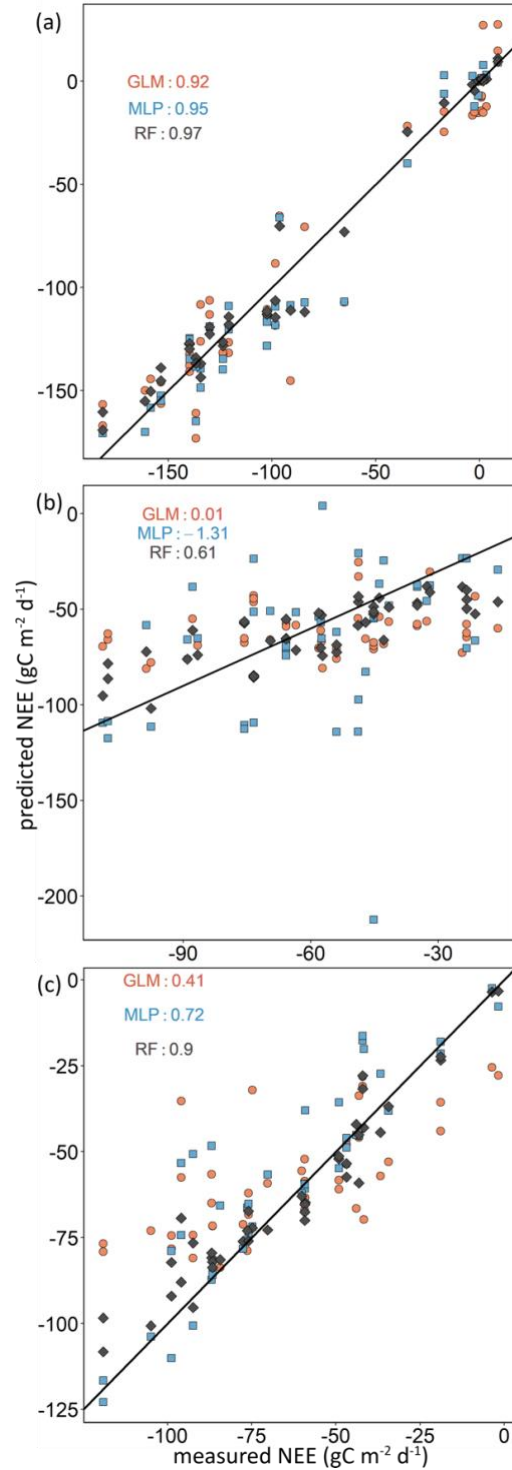 (a)
GLM : 0.92
MLP : 0.95
RF : 0.97
0
-50
-100
-150
-150 -100 -50 0
(b)
GLM : 0.01
MLP : −1.31
RF : 0.61
0
-50
-100
-150
-200
-90 -60 -30
predicted NEE (gC m⁻² d⁻¹)
(c)
GLM : 0.41
MLP : 0.72
RF : 0.9
0
-25
-50
-75
-100
-125
-100 -75 -50 -25 0
measured NEE (gC m⁻² d⁻¹)